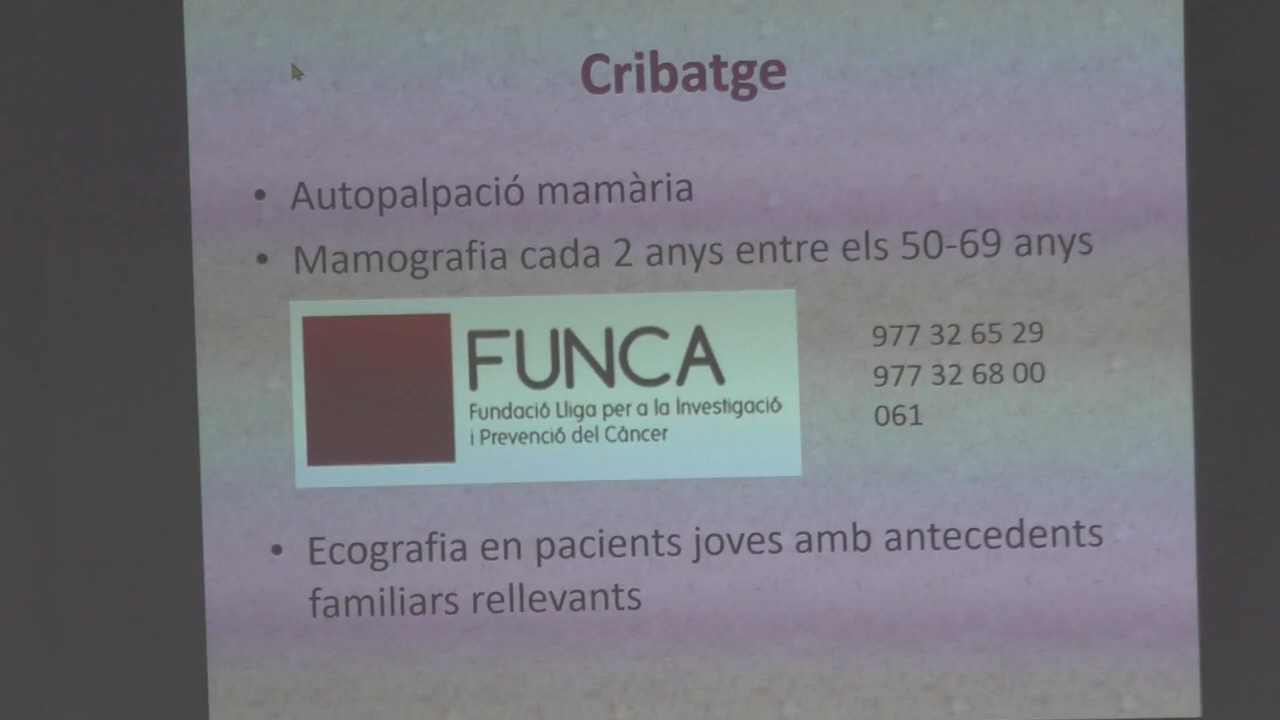 Cribatge
• Autopalpació mamària
• Mamografia cada 2 anys entre els 50-69 anys
FUNCA
Fundació Lliga per a la Investigació
i Prevenció del Càncer
977 32 65 29
977 32 68 00
061
• Ecografia en pacients joves amb antecedents
familiars rellevants